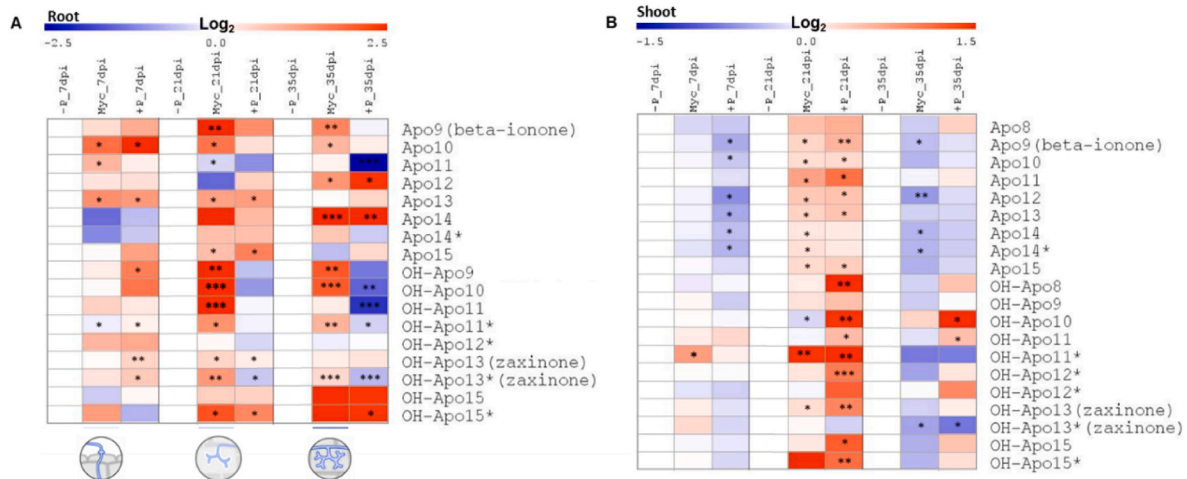 A
Root
Log2
-2.5
0.0
2.5
-P_7dpi
Myc_7dpi
+P_7dpi
-P_21dpi
Myc_21dpi
+P_21dpi
-P_35dpi
Myc_35dpi
+P_35dpi
** ** Apo9(beta-ionone)
* * * * Apo10
* * *** Apo11
* * Apo12
* * * * Apo13
*** ** Apo14
Apo14*
* * Apo15
* ** ** OH-Apo9
*** *** ** OH-Apo10
*** *** OH-Apo11
* * * ** * OH-Apo11*
OH-Apo12*
** * * OH-Apo13(zaxinone)
* ** * *** *** OH-Apo13*(zaxinone)
OH-Apo15
* * * OH-Apo15*
B
Shoot
Log2
-1.5
0.0
1.5
-P_7dpi
Myc_7dpi
+P_7dpi
-P_21dpi
Myc_21dpi
+P_21dpi
-P_35dpi
Myc_35dpi
+P_35dpi
Apo8
* * ** * Apo9(beta-ionone)
* * * Apo10
* * Apo11
* * * ** Apo12
* * * Apo13
* * * Apo14
* * * Apo14*
* * Apo15
** OH-Apo8
OH-Apo9
* ** * OH-Apo10
* * OH-Apo11
* ** ** OH-Apo11*
*** OH-Apo12*
OH-Apo12*
* ** OH-Apo13(zaxinone)
* * OH-Apo13*(zaxinone)
* OH-Apo15
** OH-Apo15*